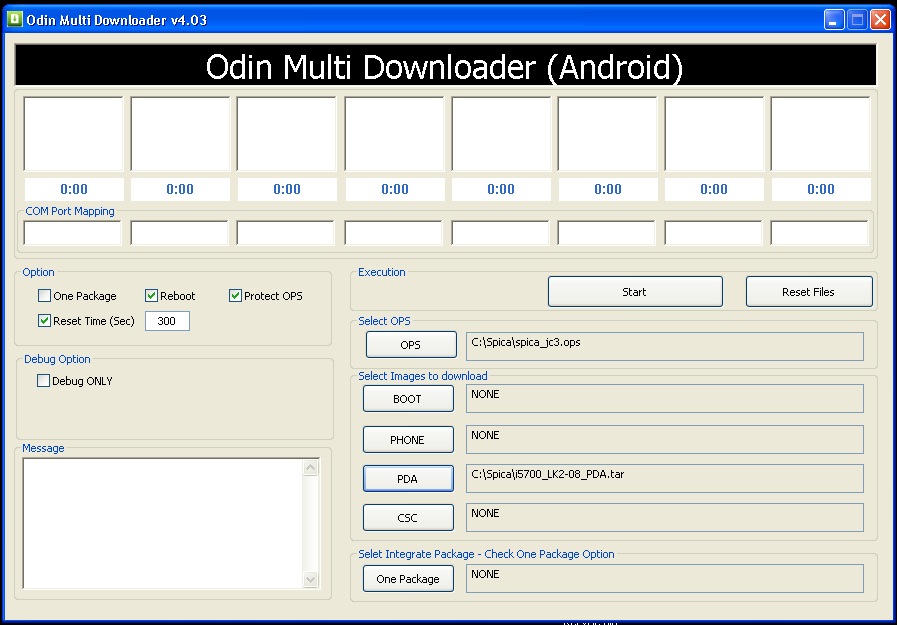 Odin Multi Downloader v4.03
Odin Multi Downloader (Android)
0:00 0:00 0:00 0:00 0:00 0:00 0:00 0:00
COM Port Mapping
Option
One Package Reboot Protect OPS
Reset Time (Sec) 300
Debug Option
Debug ONLY
Message
Execution
Start Reset Files
Select OPS
OPS C:\Spica\spica_jc3.ops
Select Images to download
BOOT NONE
PHONE NONE
PDA C:\Spica\i5700_LK2-08_PDA.tar
CSC NONE
Selet Integrate Package - Check One Package Option
One Package NONE